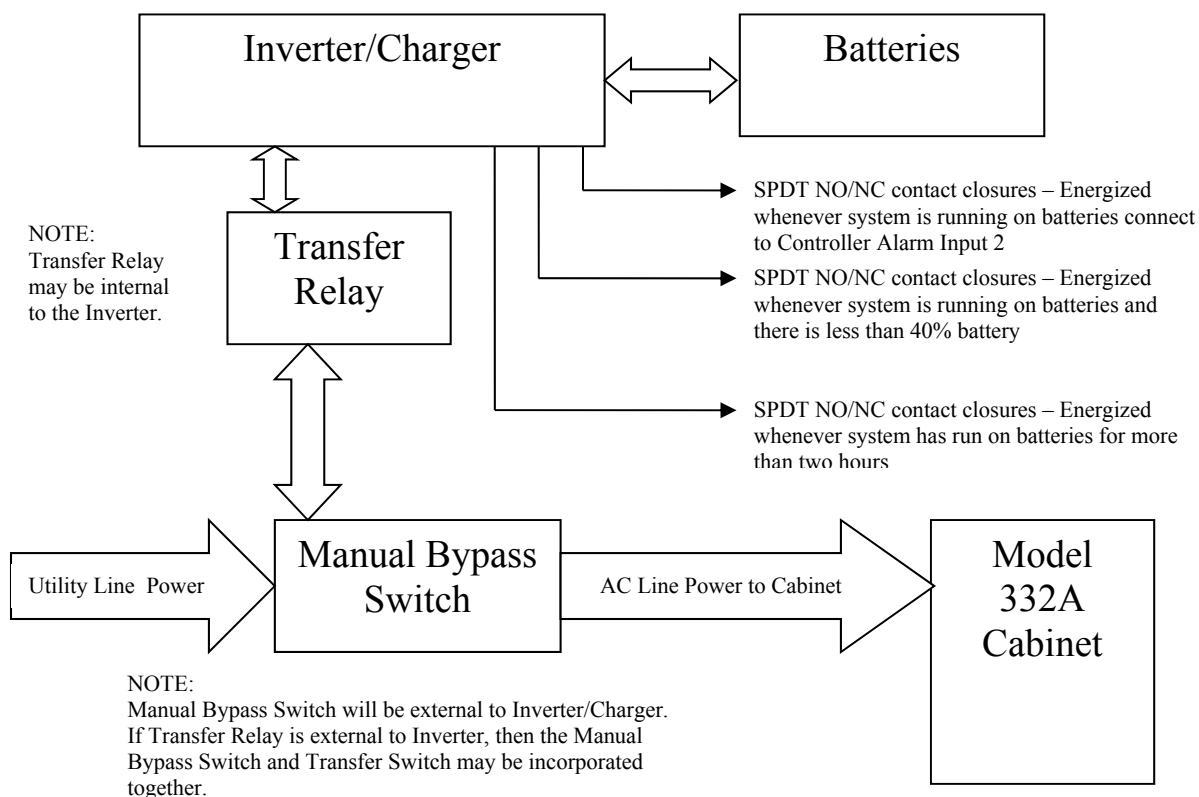 Inverter/Charger
Batteries
SPDT NO/NC contact closures – Energized
whenever system is running on batteries connect
to Controller Alarm Input 2
NOTE:
Transfer Relay
may be internal
to the Inverter.
Transfer
Relay
SPDT NO/NC contact closures – Energized
whenever system is running on batteries and
there is less than 40% battery
SPDT NO/NC contact closures – Energized
whenever system has run on batteries for more
than two hours
Utility Line Power
Manual Bypass
Switch
AC Line Power to Cabinet
Model
332A
Cabinet
NOTE:
Manual Bypass Switch will be external to Inverter/Charger.
If Transfer Relay is external to Inverter, then the Manual
Bypass Switch and Transfer Switch may be incorporated
together.